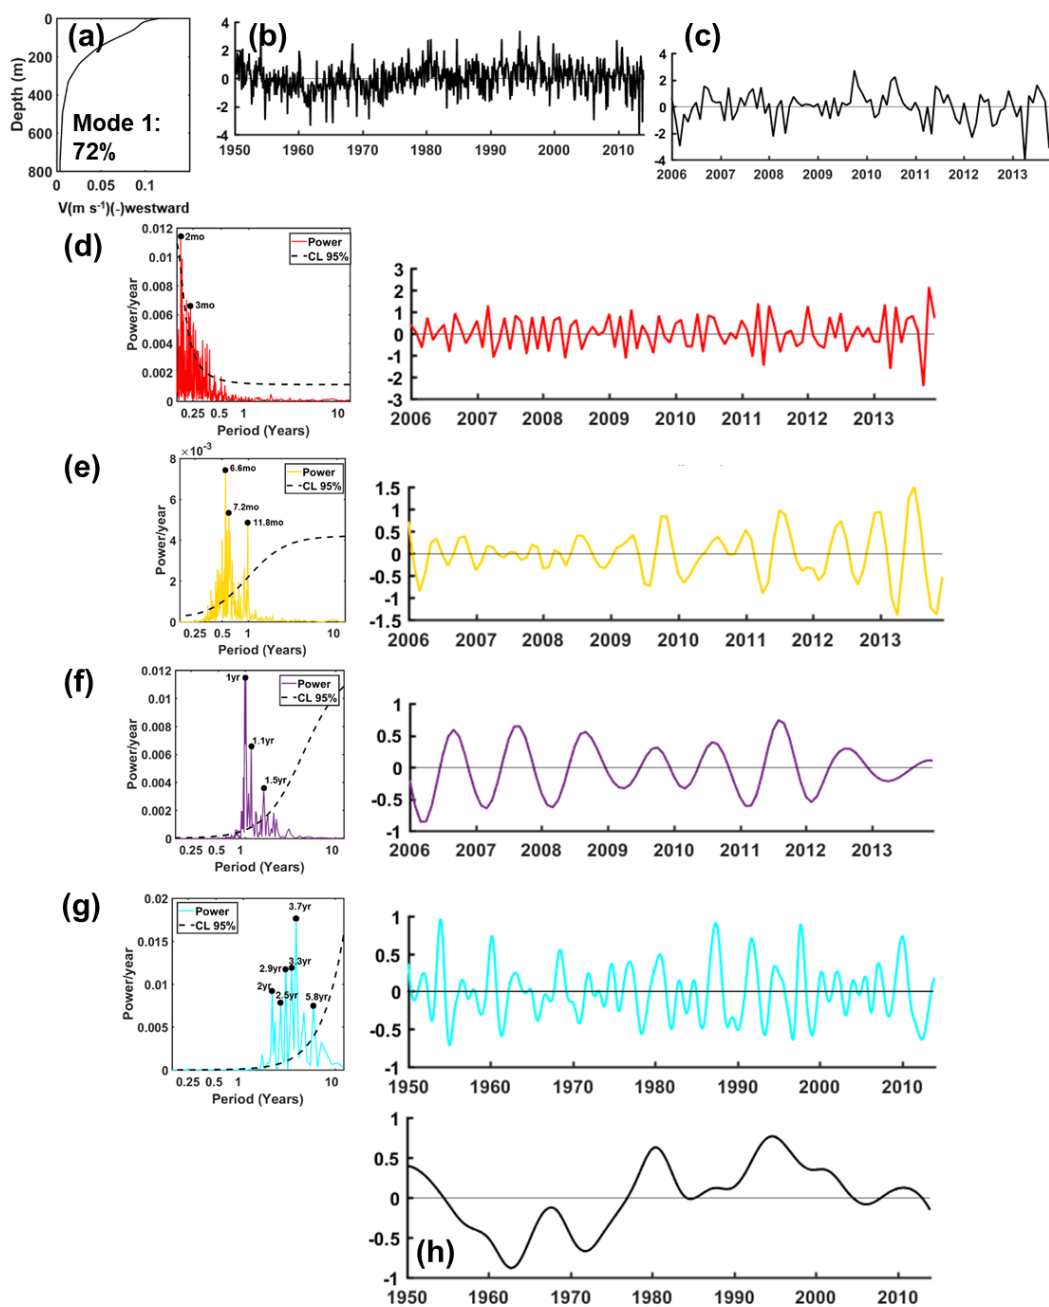 (a)
0
200
400
600
800
Depth (m)
Mode 1:
72%
0 0.05 0.1
V(m s⁻¹)(-)westward
(b)
4
2
0
-2
-4
1950 1960 1970 1980 1990 2000 2010
(c)
4
2
0
-2
-4
2006 2007 2008 2009 2010 2011 2012 2013
(d)
0.012
0.01
0.008
0.006
0.004
0.002
0
Power/year
2mo
3mo
Power
CL 95%
0.25 0.5 1 10
Period (Years)
3
2
1
0
-1
-2
-3
2006 2007 2008 2009 2010 2011 2012 2013
(e)
×10⁻³
8
6
4
2
0
Power/year
6.6mo
7.2mo
11.8mo
Power
CL 95%
0.25 0.5 1 10
Period (Years)
1.5
1
0.5
0
-0.5
-1
-1.5
2006 2007 2008 2009 2010 2011 2012 2013
(f)
0.012
0.01
0.008
0.006
0.004
0.002
0
Power/year
1yr
1.1yr
1.5yr
Power
CL 95%
0.25 0.5 1 10
Period (Years)
1
0.5
0
-0.5
-1
2006 2007 2008 2009 2010 2011 2012 2013
(g)
0.02
0.015
0.01
0.005
0
Power/year
Power
CL 95%
3.7yr
2.9yr
3.3yr
2yr
2.5yr
5.8yr
0.25 0.5 1 10
Period (Years)
1
0.5
0
-0.5
-1
1950 1960 1970 1980 1990 2000 2010
1
0.5
0
-0.5
-1
(h)
1950 1960 1970 1980 1990 2000 2010